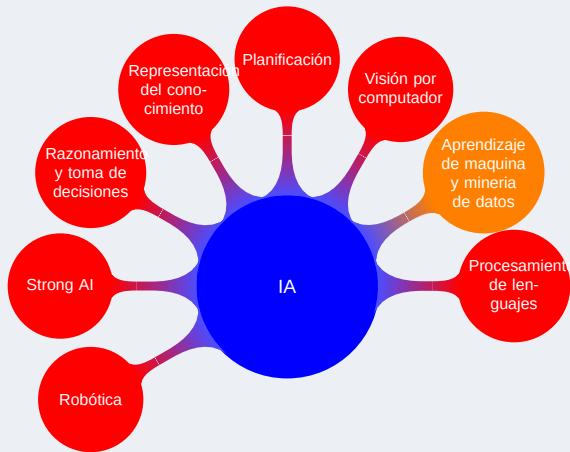 Planificación
Representación
del cono-
cimiento
Visión por
computador
Razonamiento
y toma de
decisiones
Aprendizaje
de maquina
y mineria
de datos
Strong AI
IA
Procesamiento
de len-
guajes
Robótica